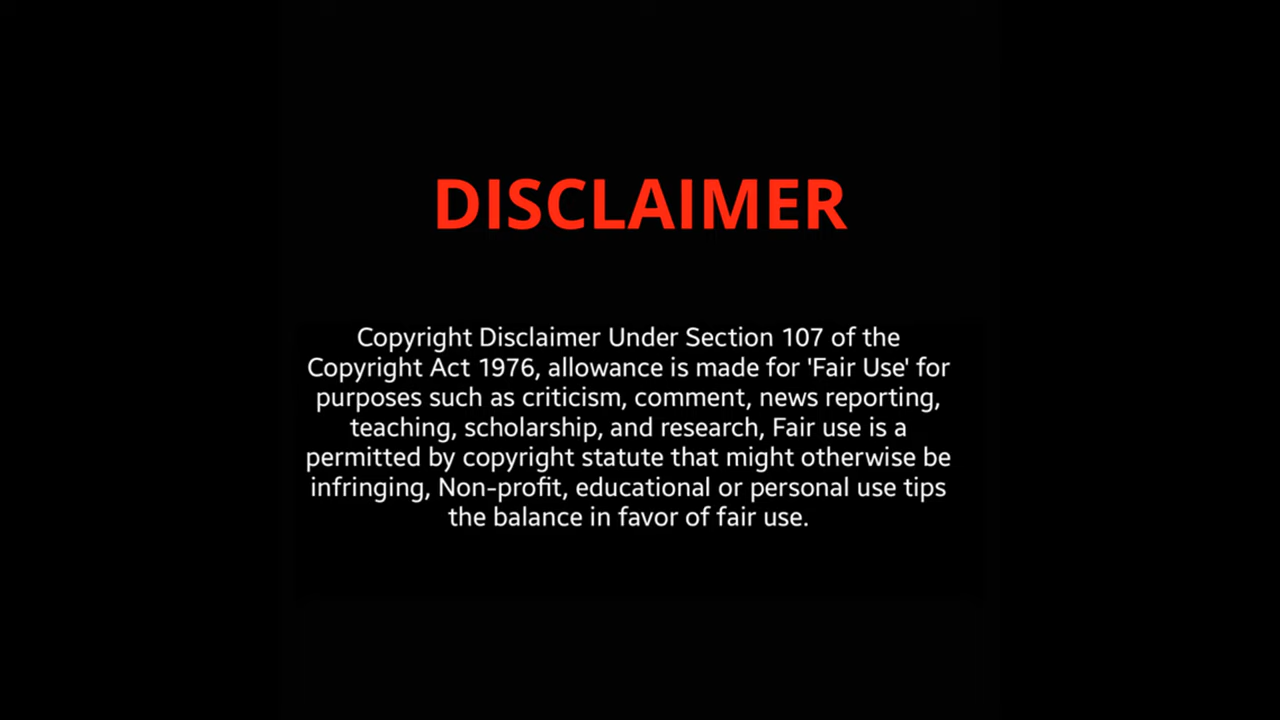 DISCLAIMER
Copyright Disclaimer Under Section 107 of the
Copyright Act 1976, allowance is made for 'Fair Use' for
purposes such as criticism, comment, news reporting,
teaching, scholarship, and research, Fair use is a
permitted by copyright statute that might otherwise be
infringing, Non-profit, educational or personal use tips
the balance in favor of fair use.